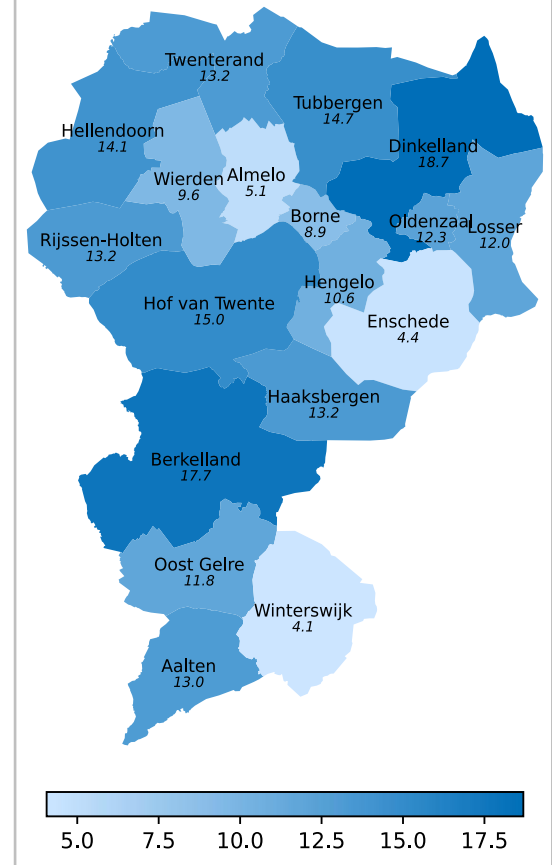 Twenterand
13.2
Tubbergen
14.7
Hellendoorn
14.1
Dinkelland
18.7
Wierden
9.6
Almelo
5.1
Borne
8.9
Oldenzaal
12.3
Losser
12.0
Rijssen-Holten
13.2
Hengelo
10.6
Hof van Twente
15.0
Enschede
4.4
Haaksbergen
13.2
Berkelland
17.7
Oost Gelre
11.8
Winterswijk
4.1
Aalten
13.0
5.0 7.5 10.0 12.5 15.0 17.5